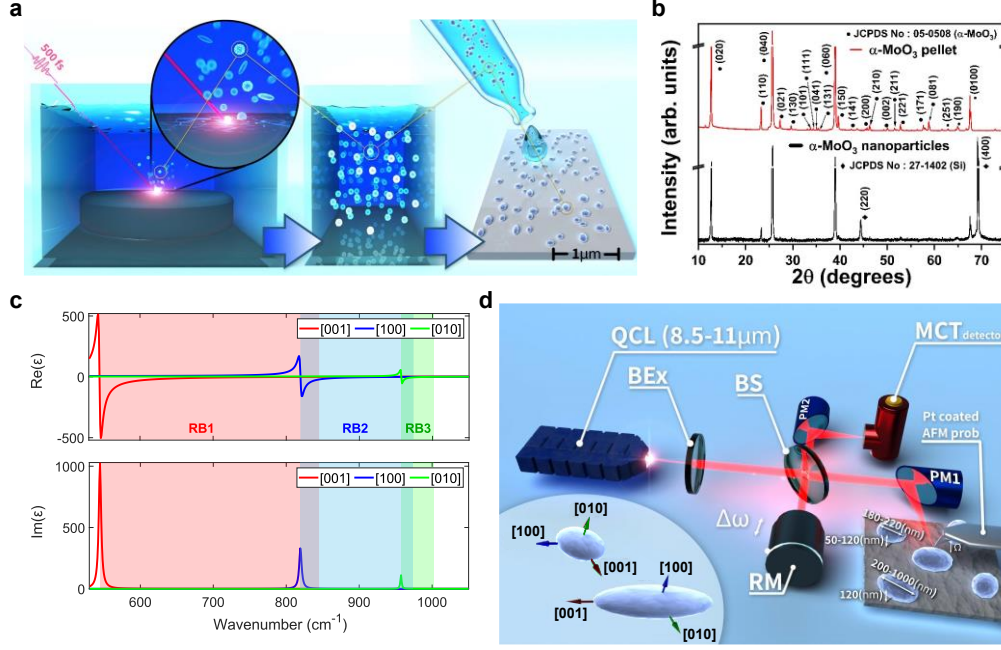 a
500 fs
1μm
b
Intensity (arb. units)
• JCPDS No : 05-0508 (α-MoO₃)
α-MoO₃ pellet
(020)
(110)
(040)
(021)
(130)
(101)
(111)
(041)
(131)
(060)
(150)
(141)
(200)
(210)
(002)
(211)
(221)
(171)
(081)
(251)
(190)
(0100)
α-MoO₃ nanoparticles
♦ JCPDS No : 27-1402 (Si)
(220)
(400)
10 20 30 40 50 60 70
2θ (degrees)
c
Re(ε)
500
0
-500
[001] [100] [010]
RB1 RB2 RB3
Im(ε)
1000
500
0
[001] [100] [010]
600 700 800 900 1000
Wavenumber (cm⁻¹)
d
QCL (8.5-11μm)
BEx
BS
PM2
MCT detector
Pt coated
AFM prob
PM1
Δω
RM
180-220(nm)
50-120(nm)
Ω
200-1000(nm)
120(nm)
[010]
[100]
[001]
[100]
[001]
[010]